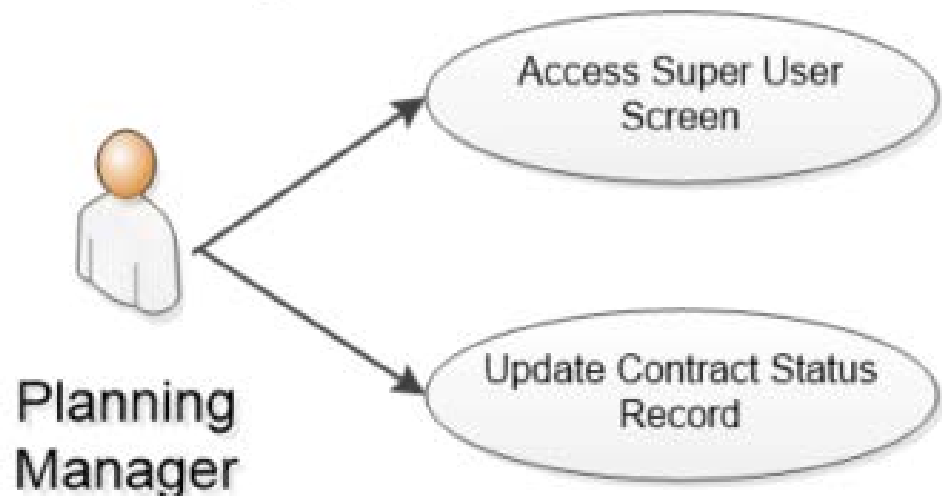 Access Super User
Screen
Update Contract Status
Record
Planning
Manager